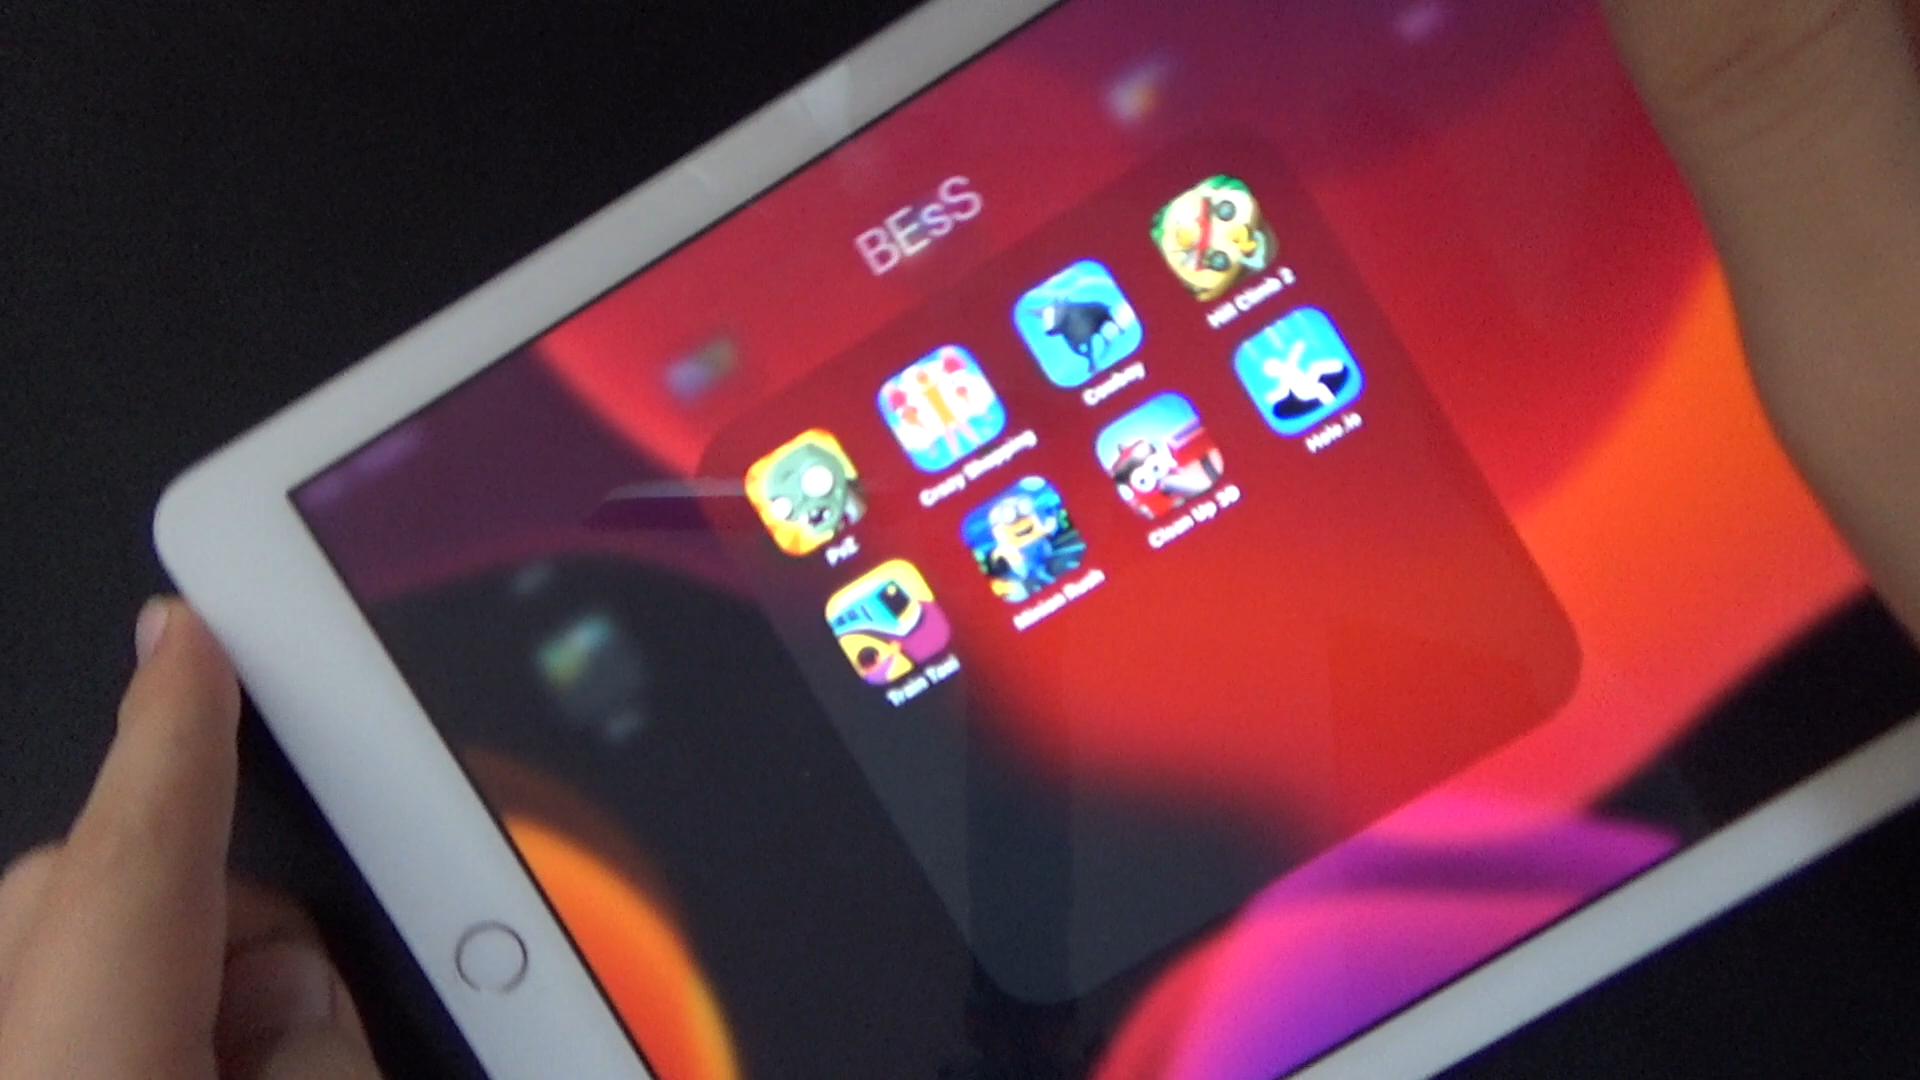 BEsS
PvZ
Crazy Shopping
Cowboy
Hill Climb 2
Train Taxi
Minion Rush
Clean Up 3D
Hole.io